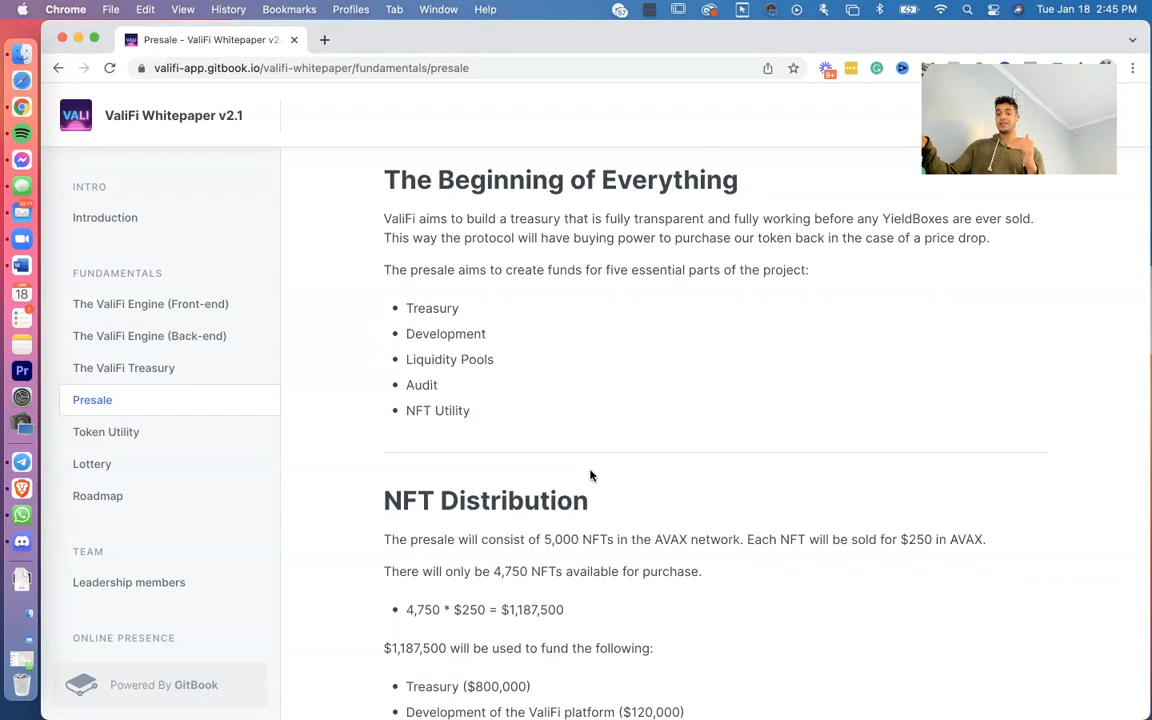 Chrome File Edit View History Bookmarks Profiles Tab Window Help 57 Tue Jan 18 2:45 PM
Presale - ValiFi Whitepaper v2.
valifi-app.gitbook.io/valifi-whitepaper/fundamentals/presale 9+
VALI ValiFi Whitepaper v2.1
INTRO
Introduction
FUNDAMENTALS
The ValiFi Engine (Front-end)
The ValiFi Engine (Back-end)
The ValiFi Treasury
Presale
Token Utility
Lottery
Roadmap
TEAM
Leadership members
ONLINE PRESENCE
Powered By GitBook
The Beginning of Everything
ValiFi aims to build a treasury that is fully transparent and fully working before any YieldBoxes are ever sold.
This way the protocol will have buying power to purchase our token back in the case of a price drop.
The presale aims to create funds for five essential parts of the project:
• Treasury
• Development
• Liquidity Pools
• Audit
• NFT Utility
NFT Distribution
The presale will consist of 5,000 NFTs in the AVAX network. Each NFT will be sold for $250 in AVAX.
There will only be 4,750 NFTs available for purchase.
• 4,750 * $250 = $1,187,500
$1,187,500 will be used to fund the following:
• Treasury ($800,000)
• Development of the ValiFi platform ($120,000)
18
Pr